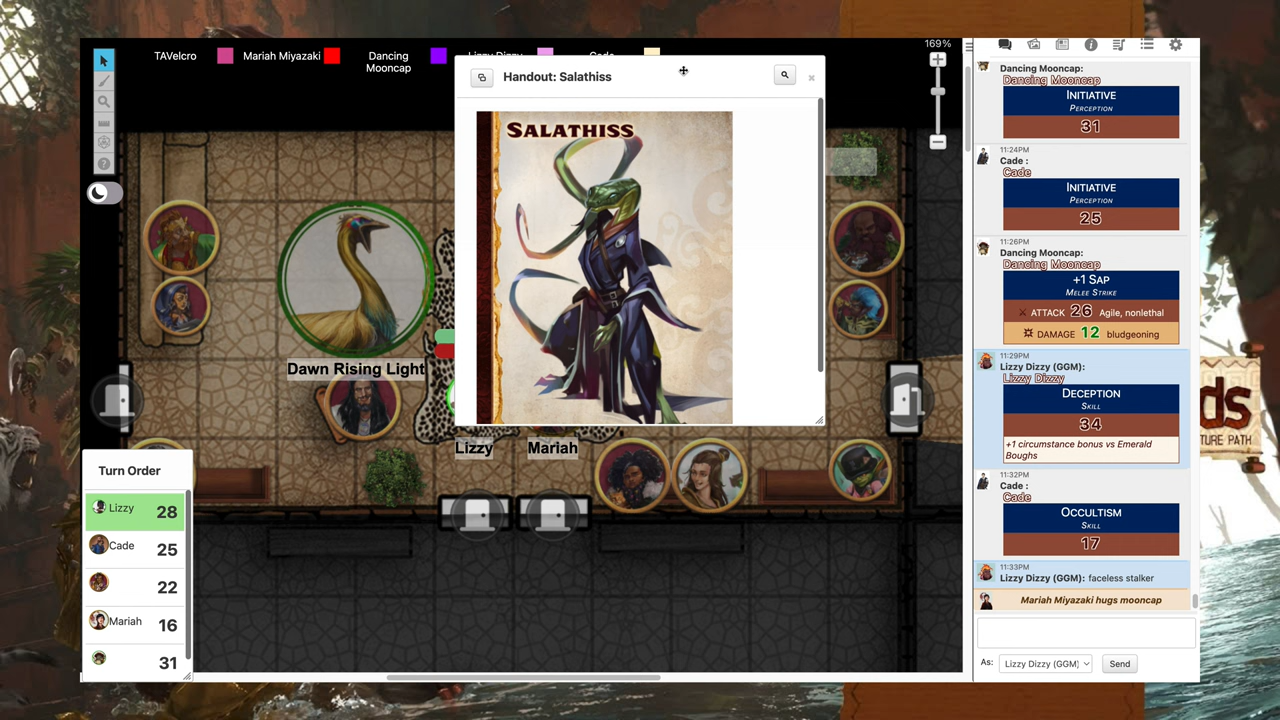 TAVelcro
Mariah Miyazaki
Dancing
Mooncap
169%
Handout: Salathiss
SALATHISS
Dawn Rising Light
Lizzy
Mariah
Turn Order
Lizzy 28
Cade 25
22
Mariah 16
31
Dancing Mooncap:
Dancing Mooncap
INITIATIVE
PERCEPTION
31
11:24PM
Cade :
Cade
INITIATIVE
PERCEPTION
25
11:26PM
Dancing Mooncap:
Dancing Mooncap
+1 SAP
MELEE STRIKE
ATTACK 26 Agile, nonlethal
DAMAGE 12 bludgeoning
11:29PM
Lizzy Dizzy (GGM):
Lizzy Dizzy
DECEPTION
SKILL
34
+1 circumstance bonus vs Emerald
Boughs
11:32PM
Cade :
Cade
OCCULTISM
SKILL
17
11:33PM
Lizzy Dizzy (GGM): faceless stalker
Mariah Miyazaki hugs mooncap
As: Lizzy Dizzy (GGM)
Send
ds
TURE PATH